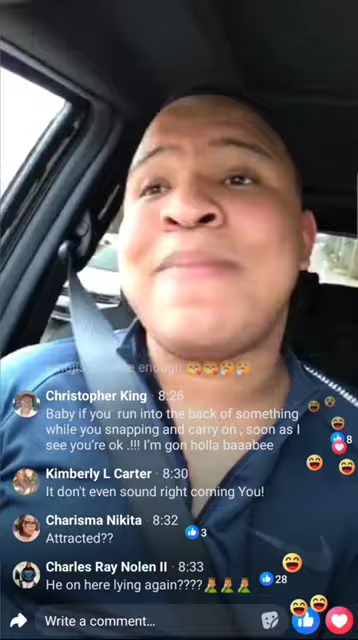 enough 😤😤😤😤
Christopher King · 8:26
Baby if you run into the back of something
while you snapping and carry on , soon as I
see you're ok .!!! I'm gon holla baaabee
8
Kimberly L Carter · 8:30
It don't even sound right coming You!
Charisma Nikita · 8:32
Attracted??
3
Charles Ray Nolen II · 8:33
He on here lying again????🤦🏽‍♂️🤦🏽‍♂️🤦🏽‍♂️
28
Write a comment...